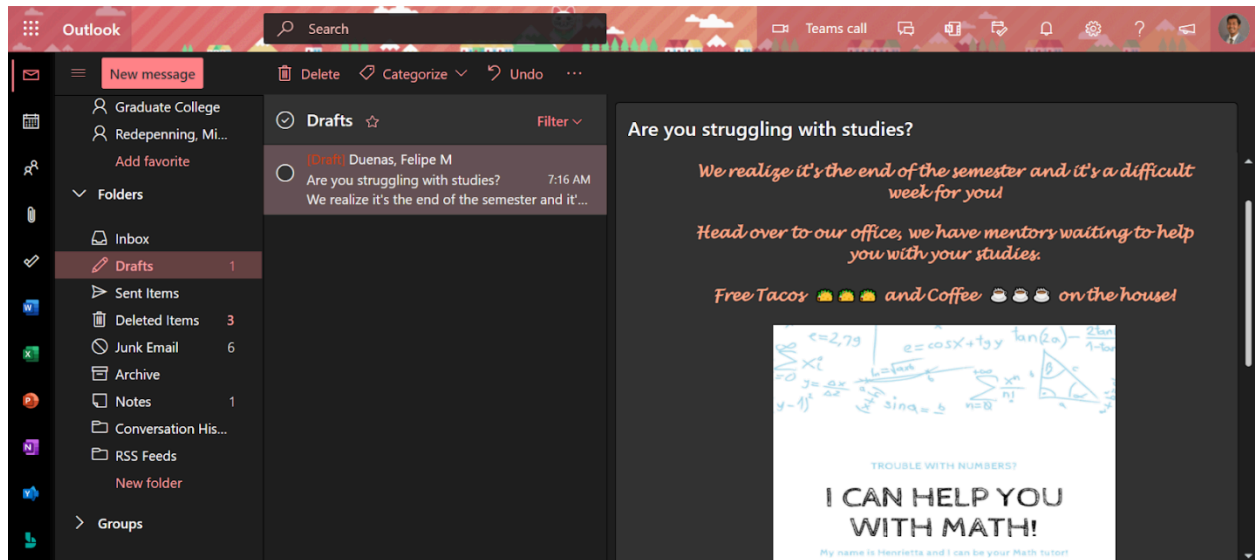 Outlook
Search
Teams call
New message
Delete
Categorize
Undo
Graduate College
Redepenning, Mi...
Add favorite
Folders
Inbox
Drafts 1
Sent Items
Deleted Items 3
Junk Email 6
Archive
Notes 1
Conversation His...
RSS Feeds
New folder
Groups
Drafts
Filter
[Draft] Duenas, Felipe M
Are you struggling with studies? 7:16 AM
We realize it's the end of the semester and it'...
Are you struggling with studies?
We realize it's the end of the semester and it's a difficult
week for you!
Head over to our office, we have mentors waiting to help
you with your studies.
Free Tacos 🌮🌮🌮 and Coffee ☕☕☕ on the house!
e=2,79
e=cosx+tgy
TROUBLE WITH NUMBERS?
I CAN HELP YOU
WITH MATH!
My name is Henrietta and I can be your Math tutor!